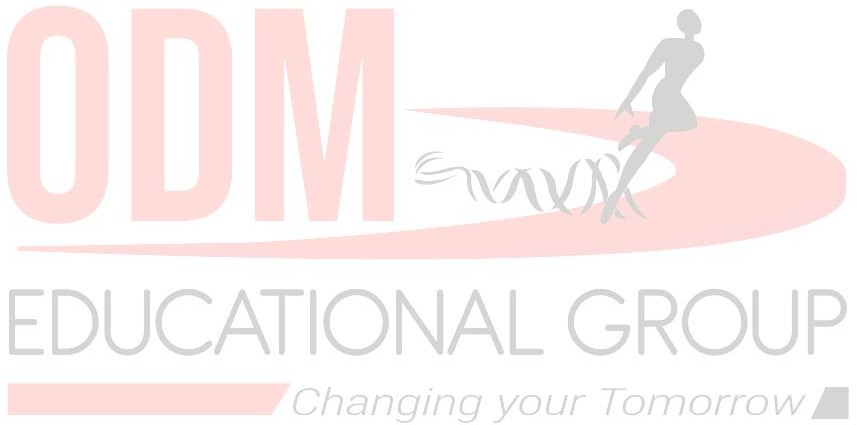 ODM
EDUCATIONAL GROUP
Changing your Tomorrow